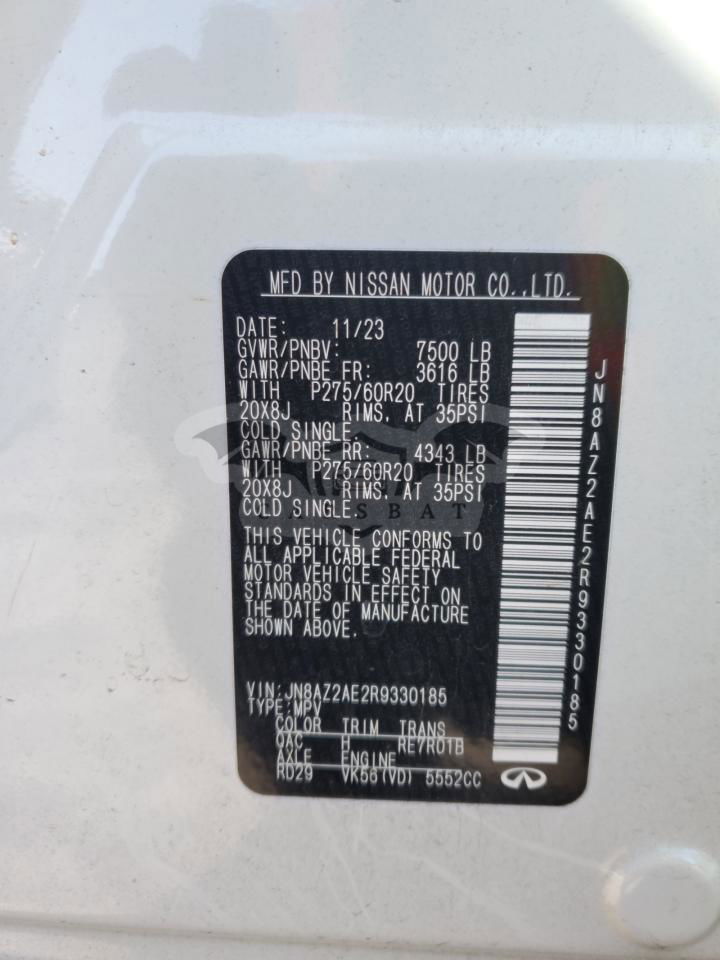 MFD BY NISSAN MOTOR CO.,LTD.
DATE: 11/23
GVWR/PNBV: 7500 LB
GAWR/PNBE FR: 3616 LB
WITH P275/60R20 TIRES
20X8J RIMS, AT 35PSI
COLD SINGLE.
GAWR/PNBE RR: 4343 LB
WITH P275/60R20 TIRES
20X8J RIMS, AT 35PSI
COLD SINGLE.
THIS VEHICLE CONFORMS TO
ALL APPLICABLE FEDERAL
MOTOR VEHICLE SAFETY
STANDARDS IN EFFECT ON
THE DATE OF MANUFACTURE
SHOWN ABOVE.
VIN:JN8AZ2AE2R9330185
TYPE:MPV
COLOR TRIM TRANS
QAC H RE7R01B
AXLE ENGINE
RD29 VK56(VD) 5552CC
JN8AZ2AE2R9330185